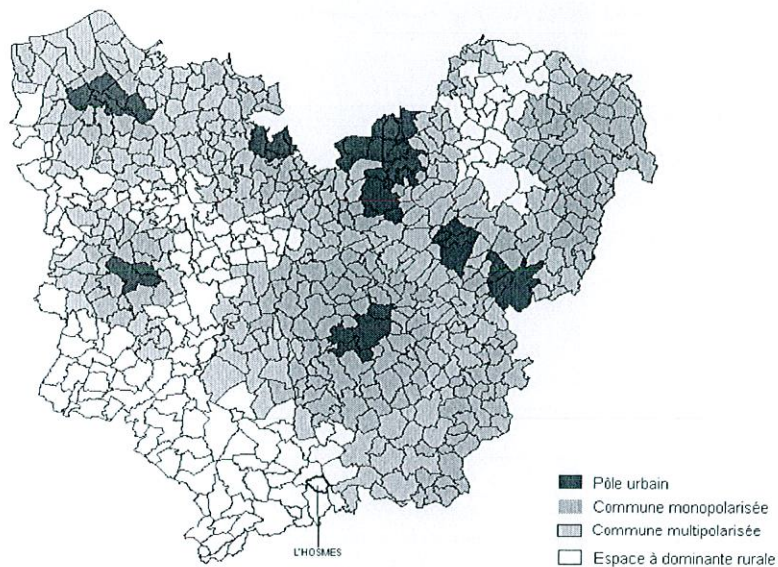 Pôle urbain
Commune monopolarisée
Commune multipolarisée
Espace à dominante rurale
L'HOSMES